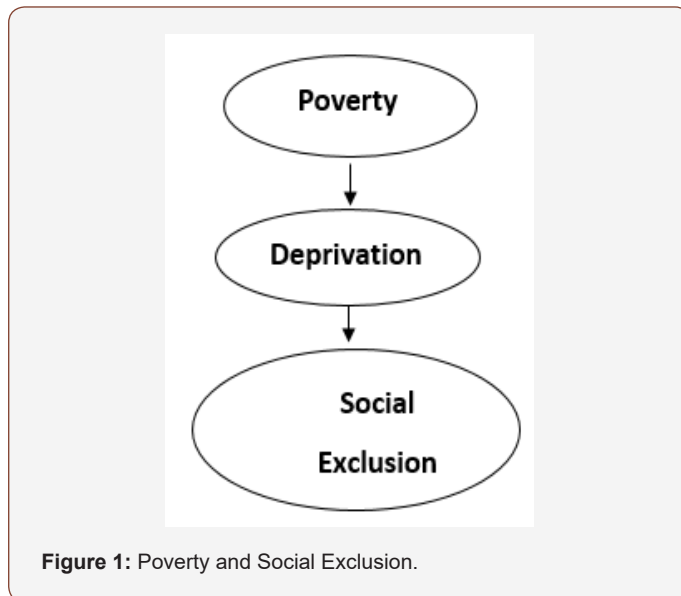 Poverty
Deprivation
Social
Exclusion
Figure 1: Poverty and Social Exclusion.